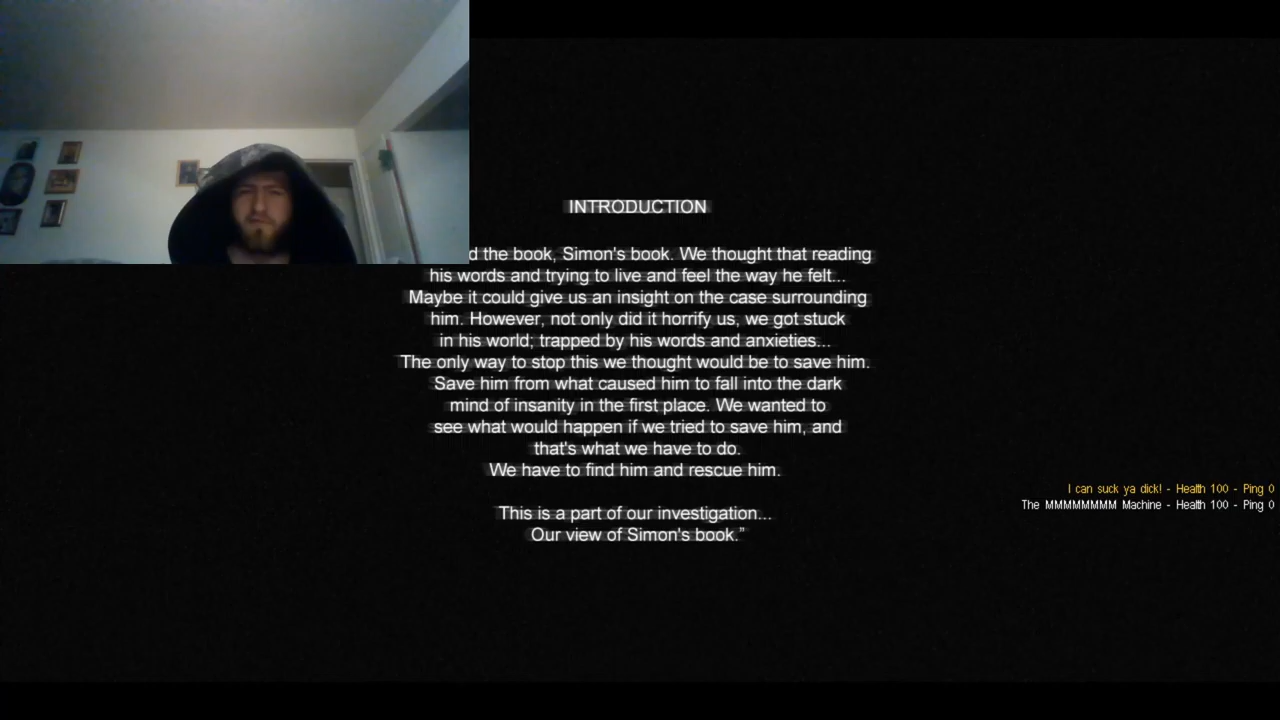 INTRODUCTION
the book, Simon's book. We thought that reading
his words and trying to live and feel the way he felt...
Maybe it could give us an insight on the case surrounding
him. However, not only did it horrify us, we got stuck
in his world; trapped by his words and anxieties...
The only way to stop this we thought would be to save him.
Save him from what caused him to fall into the dark
mind of insanity in the first place. We wanted to
see what would happen if we tried to save him, and
that's what we have to do.
We have to find him and rescue him.
This is a part of our investigation...
Our view of Simon's book.”
I can suck ya dick! - Health 100 - Ping 0
The MMMMMMMM Machine - Health 100 - Ping 0